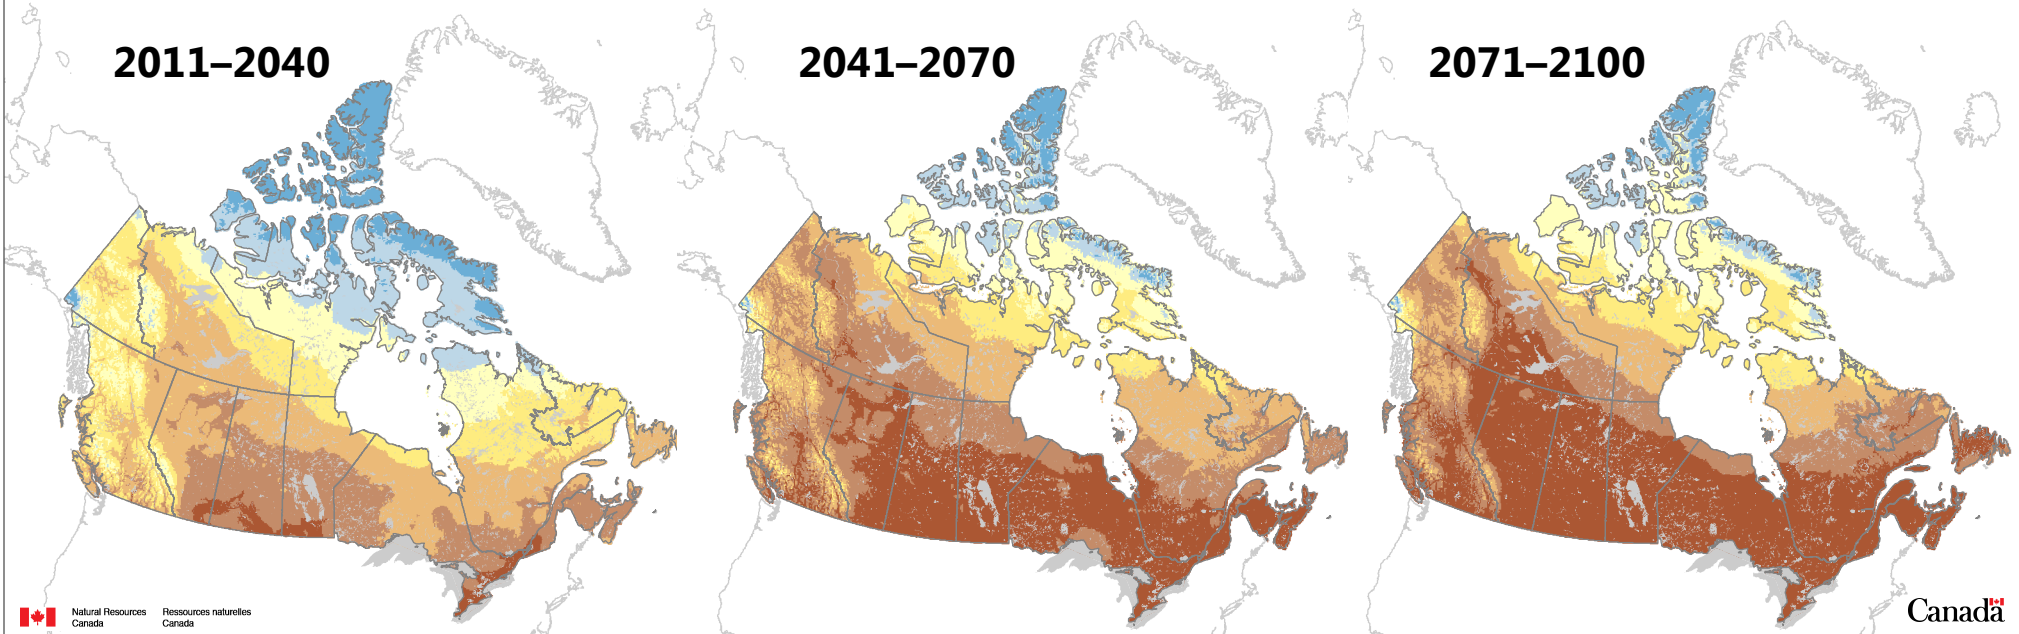 2011–2040
2041–2070
2071–2100
Natural Resources
Canada
Ressources naturelles
Canada
Canada